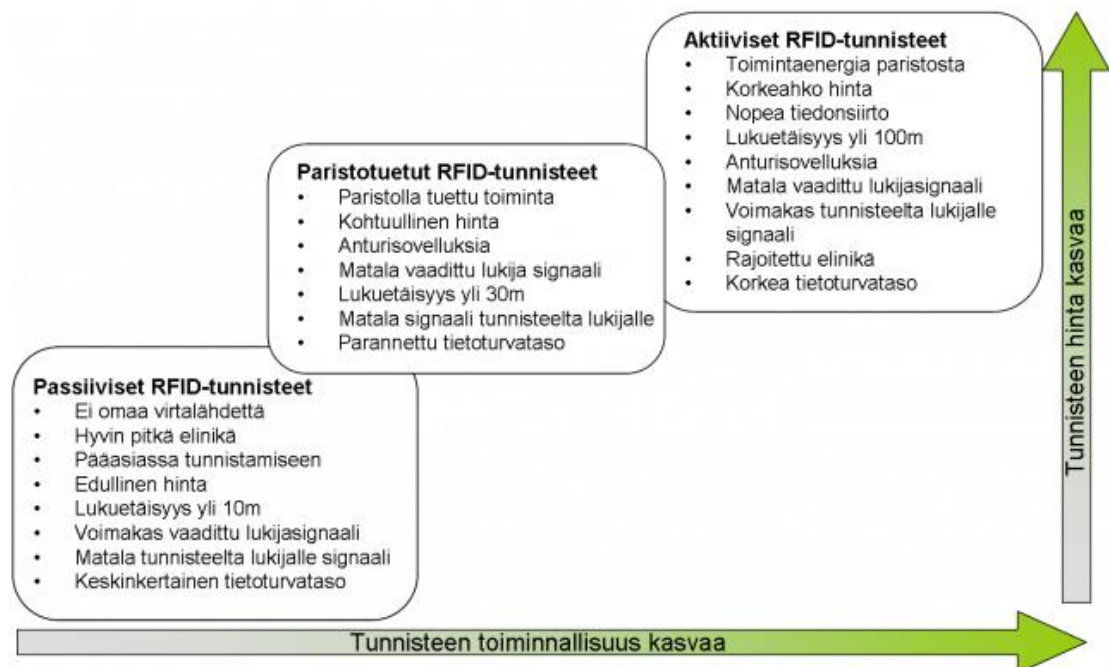 Aktiiviset RFID-tunnisteet
• Toimintaenergia paristosta
• Korkeahko hinta
• Nopea tiedonsiirto
• Lukuetäisyys yli 100m
• Anturisovelluksia
• Matala vaadittu lukijasignaali
• Voimakas tunnisteelta lukijalle
signaali
• Rajoitettu elinikä
• Korkea tietoturvataso
Paristotuetut RFID-tunnisteet
• Paristolla tuettu toiminta
• Kohtuullinen hinta
• Anturisovelluksia
• Matala vaadittu lukija signaali
• Lukuetäisyys yli 30m
• Matala signaali tunnisteelta lukijalle
• Parannettu tietoturvataso
Passiiviset RFID-tunnisteet
• Ei omaa virtalähdettä
• Hyvin pitkä elinikä
• Pääasiassa tunnistamiseen
• Edullinen hinta
• Lukuetäisyys yli 10m
• Voimakas vaadittu lukijasignaali
• Matala tunnisteelta lukijalle signaali
• Keskinkertainen tietoturvataso
Tunnisteen hinta kasvaa
Tunnisteen toiminnallisuus kasvaa